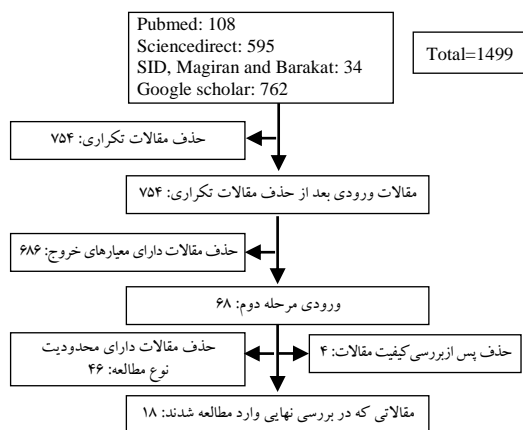 Pubmed: 108
Sciencedirect: 595
SID, Magiran and Barakat: 34
Google scholar: 762
Total=1499
حذف مقالات تکراری: ۷۵۴
مقالات ورودی بعد از حذف مقالات تکراری: ۷۵۴
حذف مقالات دارای معیارهای خروج: ۶۸۶
ورودی مرحله دوم: ۶۸
حذف مقالات دارای محدودیت
نوع مطالعه: ۴۶
حذف پس ازبررسی کیفیت مقالات: ۴
مقالاتی که در بررسی نهایی وارد مطالعه شدند: ۱۸